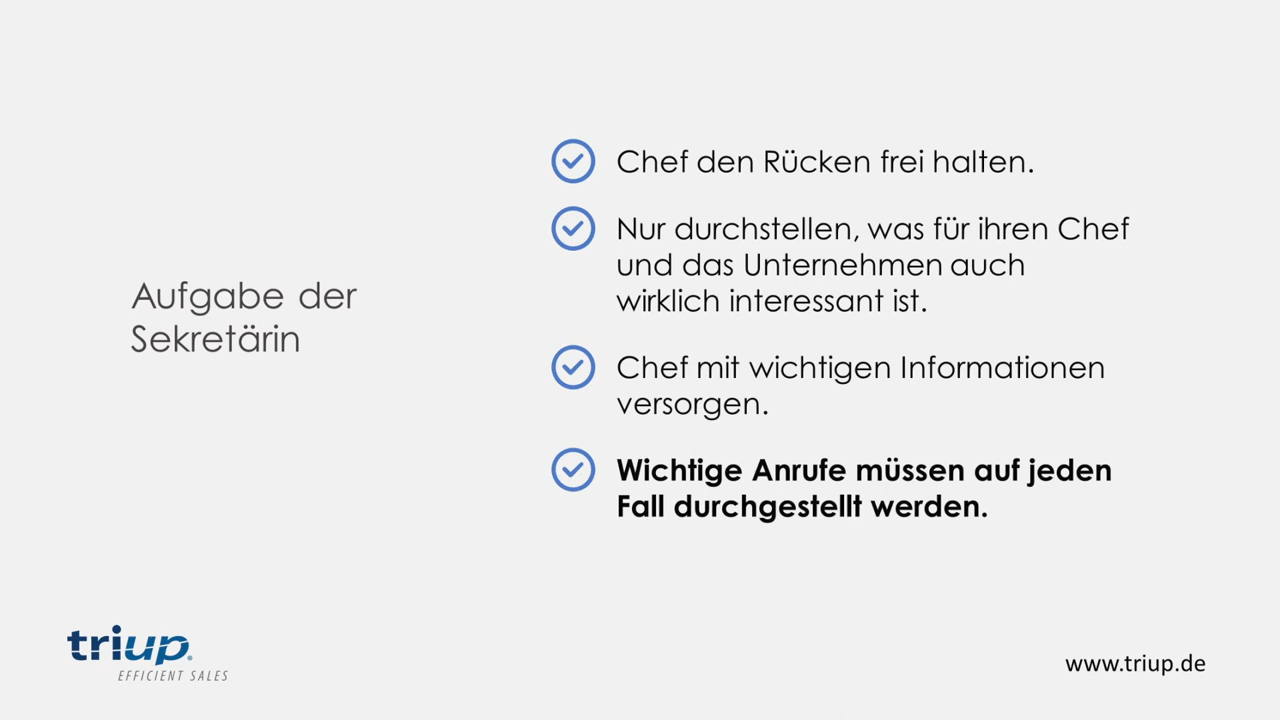 Aufgabe der
Sekretärin
Chef den Rücken frei halten.
Nur durchstellen, was für ihren Chef
und das Unternehmen auch
wirklich interessant ist.
Chef mit wichtigen Informationen
versorgen.
Wichtige Anrufe müssen auf jeden
Fall durchgestellt werden.
triup®
EFFICIENT SALES
www.triup.de